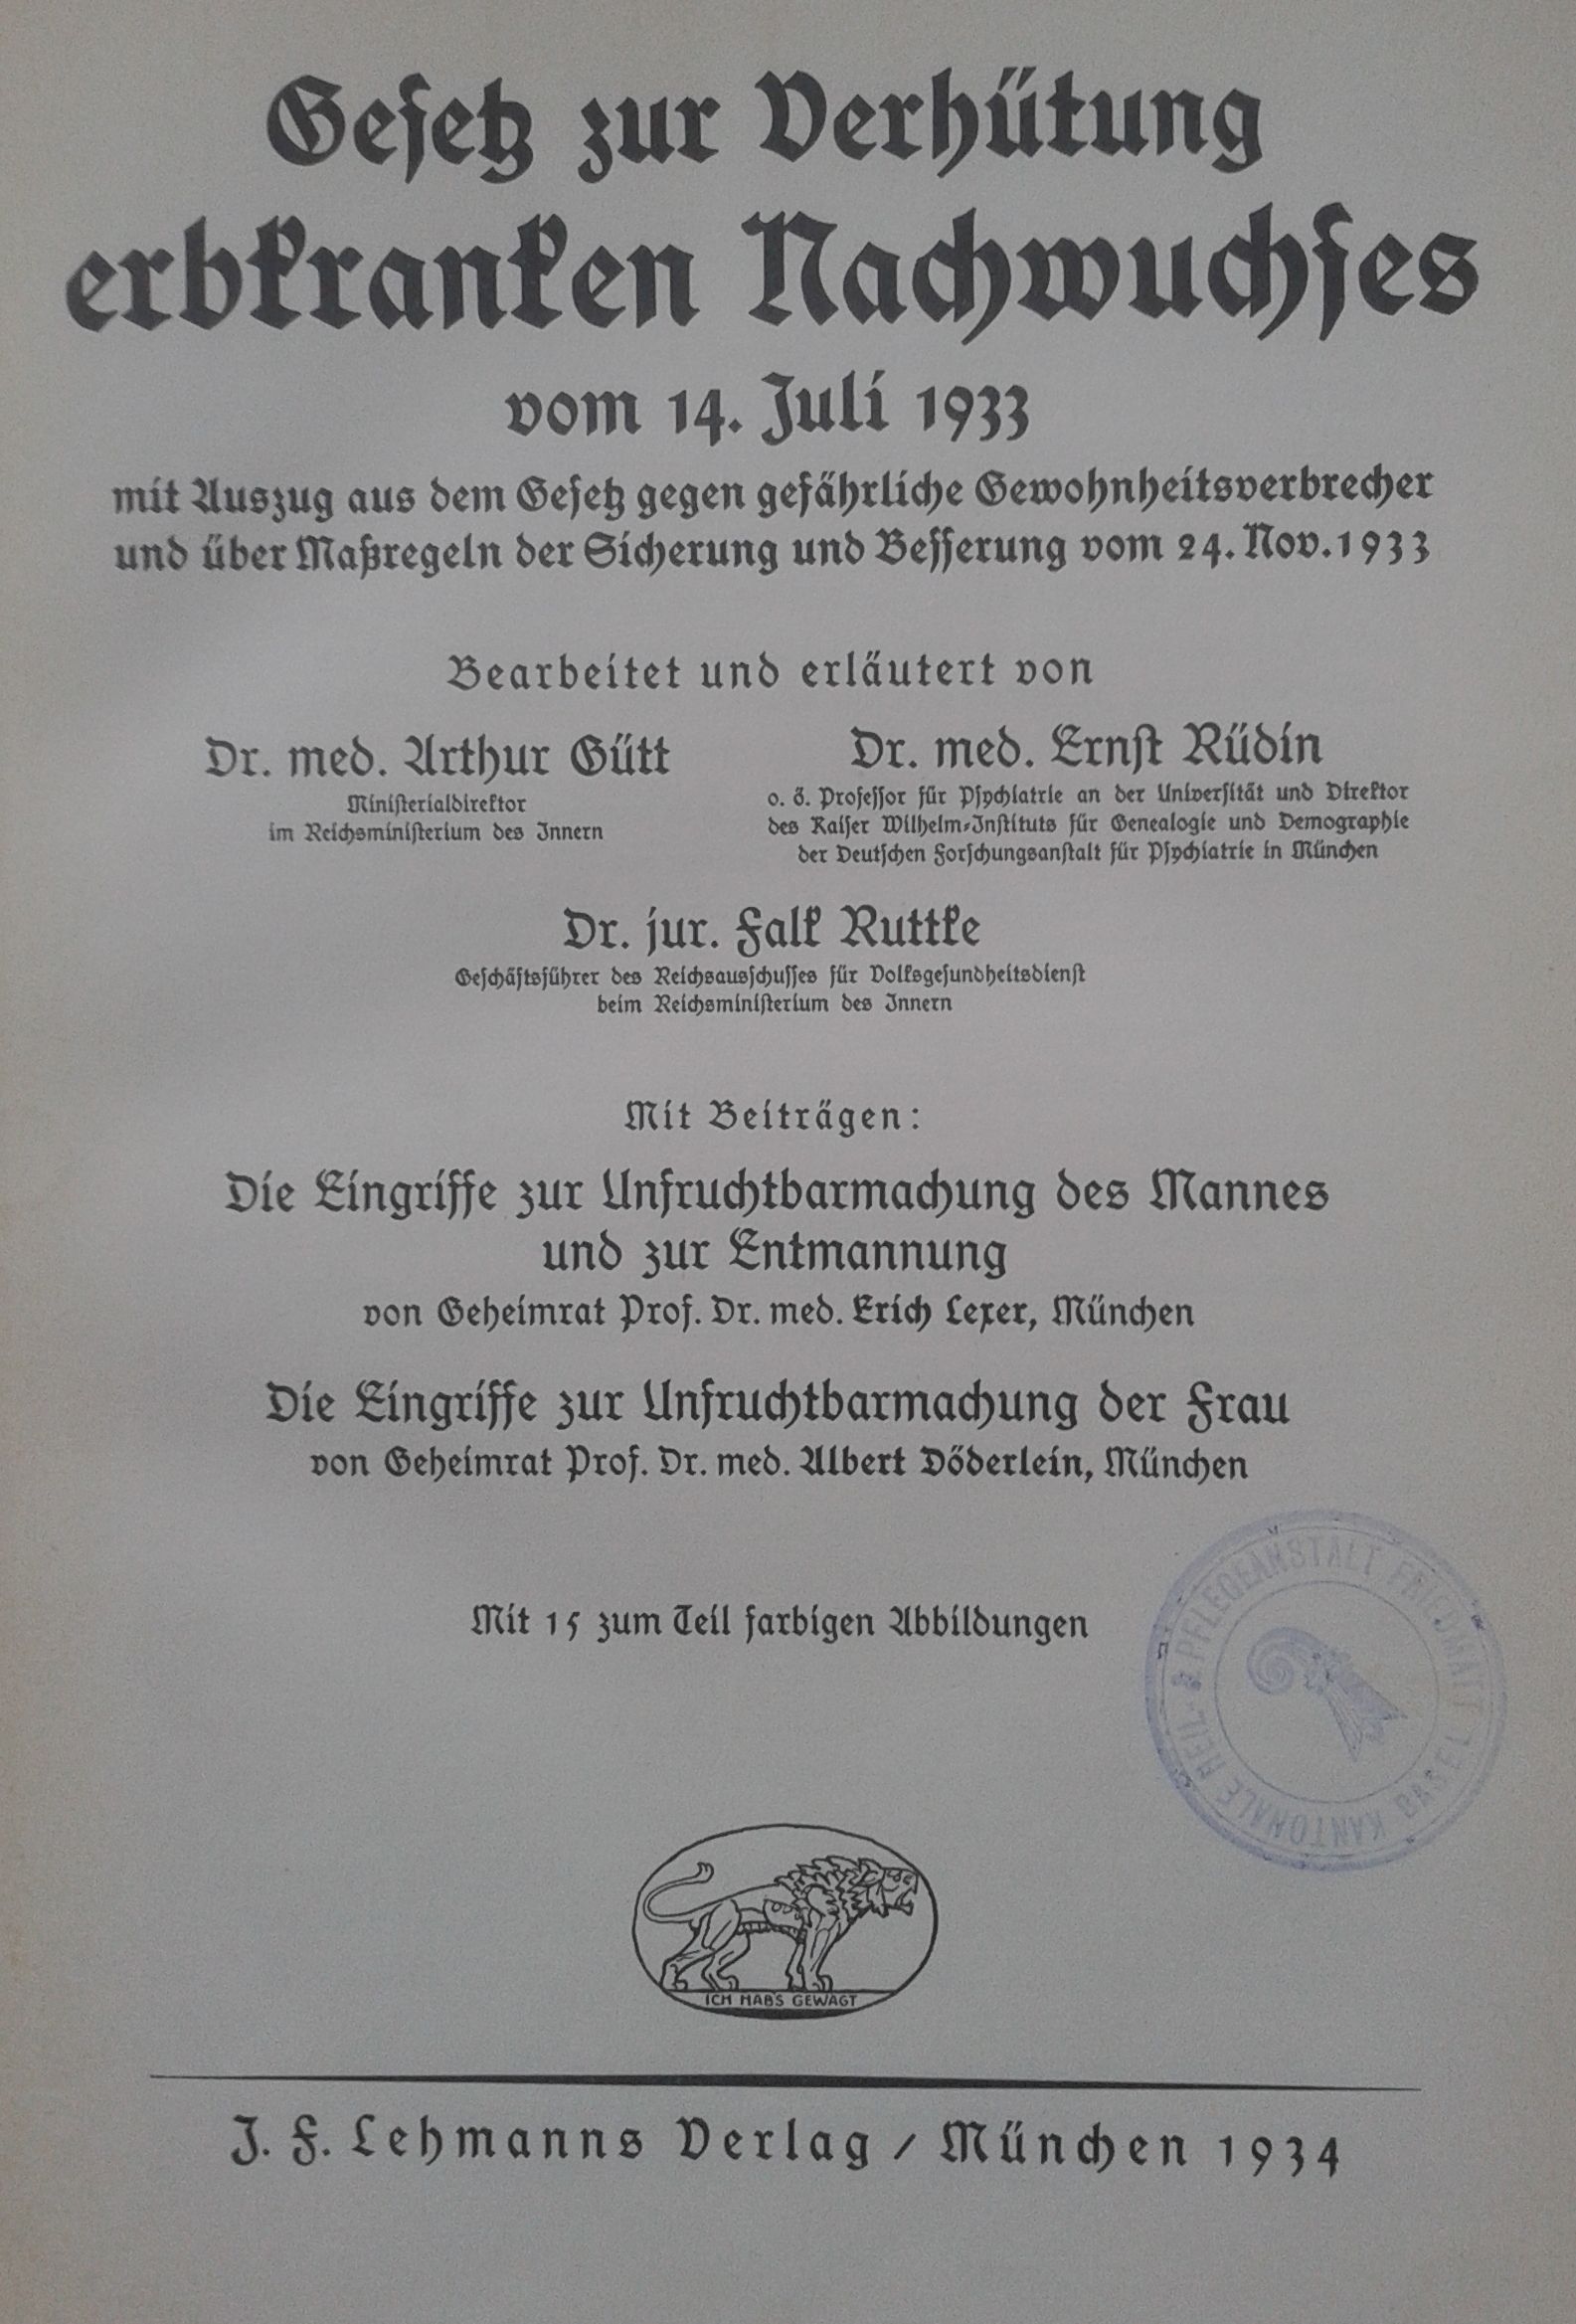 Gesetz zur Verhütung
erbkranken Nachwuchses
vom 14. Juli 1933
mit Auszug aus dem Gesetz gegen gefährliche Gewohnheitsverbrecher
und über Maßregeln der Sicherung und Besserung vom 24. Nov. 1933
Bearbeitet und erläutert von
Dr. med. Arthur Gütt
Ministerialdirektor
im Reichsministerium des Innern
Dr. med. Ernst Rüdin
o. ö. Professor für Psychiatrie an der Universität und Direktor
des Kaiser Wilhelm-Instituts für Genealogie und Demographie
der Deutschen Forschungsanstalt für Psychiatrie in München
Dr. jur. Falk Ruttke
Geschäftsführer des Reichsausschusses für Volksgesundheitsdienst
beim Reichsministerium des Innern
Mit Beiträgen:
Die Eingriffe zur Unfruchtbarmachung des Mannes
und zur Entmannung
von Geheimrat Prof. Dr. med. Erich Lexer, München
Die Eingriffe zur Unfruchtbarmachung der Frau
von Geheimrat Prof. Dr. med. Albert Döderlein, München
Mit 15 zum Teil farbigen Abbildungen
KANTONALE HEIL- & PFLEGEANSTALT FRIEDMATT BASEL
ICH HABS GEWAGT
J. F. Lehmanns Verlag / München 1934